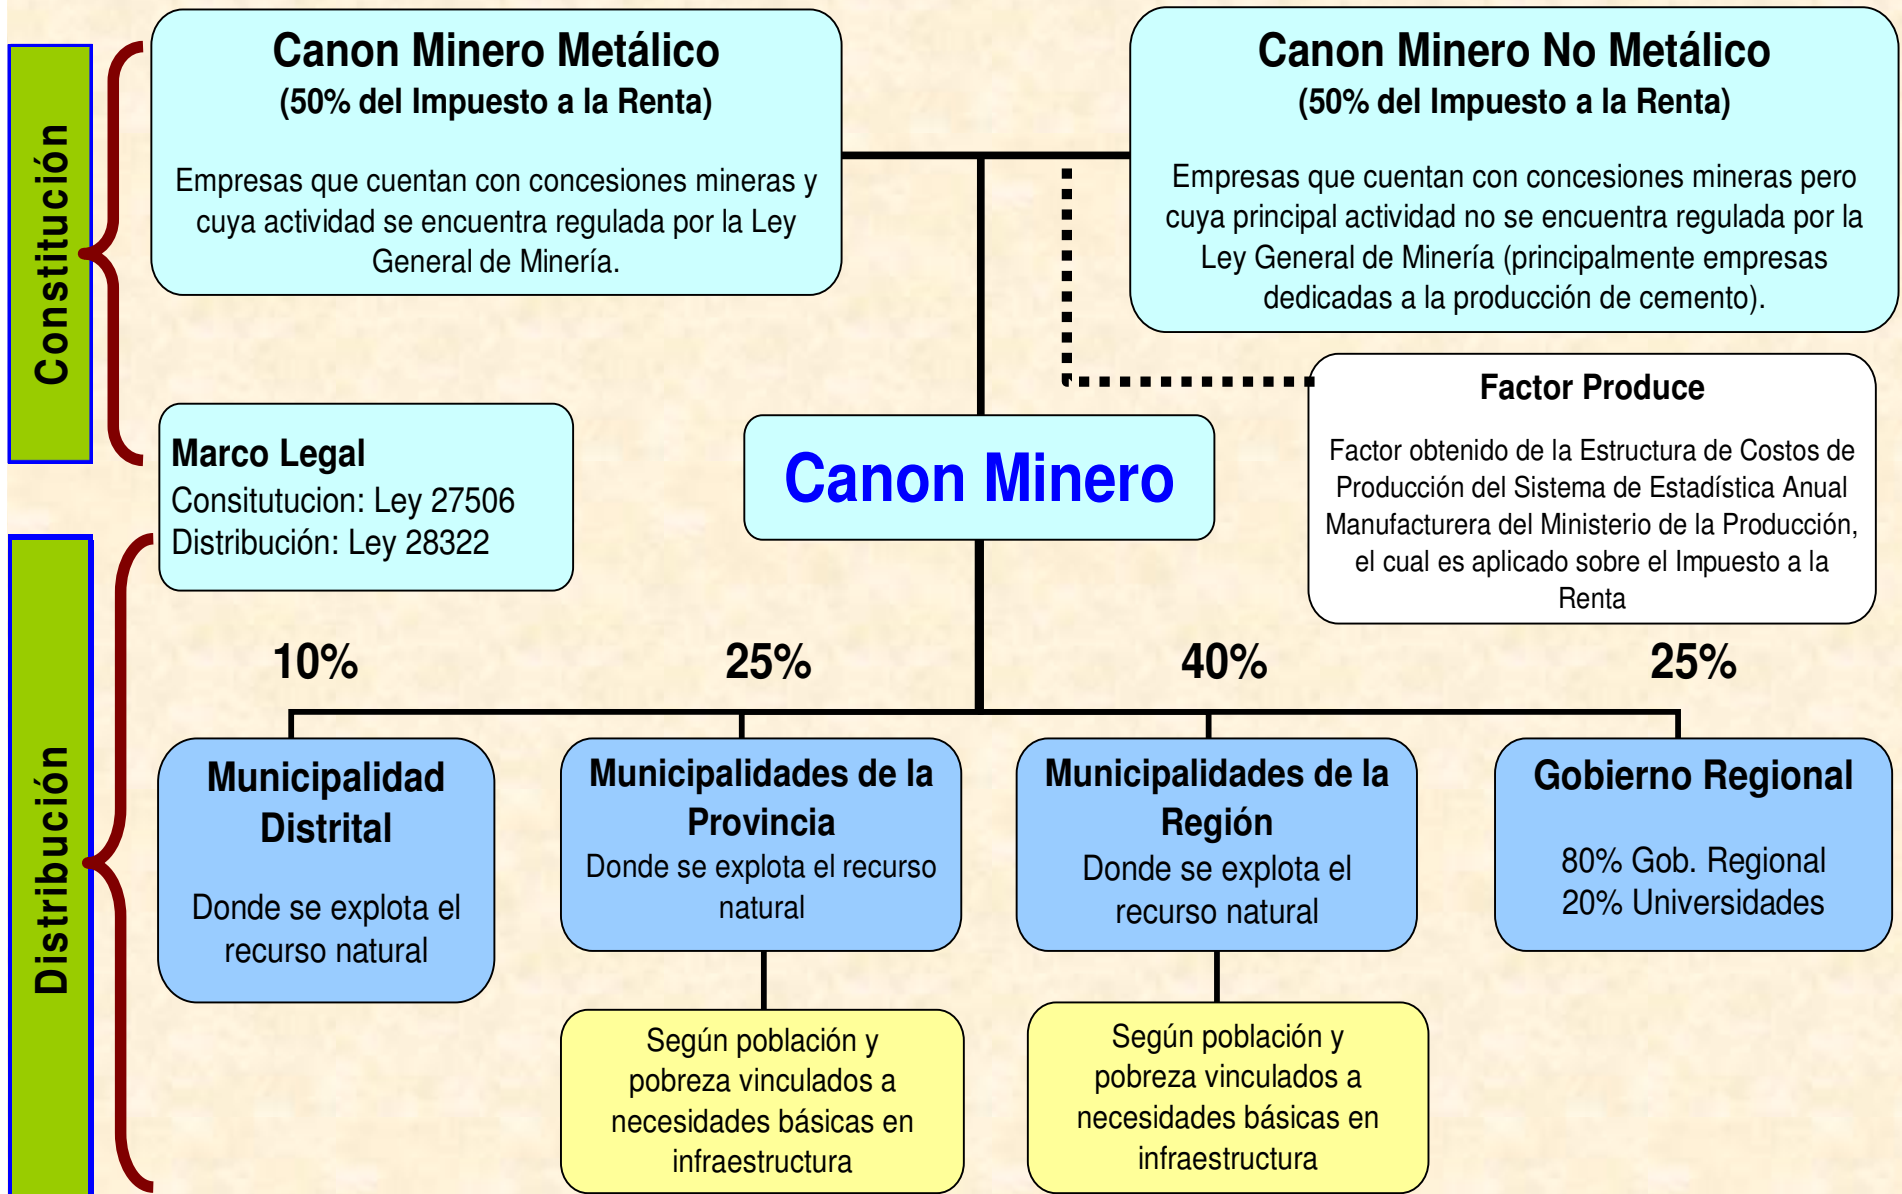 Constitución
Canon Minero Metálico
(50% del Impuesto a la Renta)
Empresas que cuentan con concesiones mineras y
cuya actividad se encuentra regulada por la Ley
General de Minería.
Canon Minero No Metálico
(50% del Impuesto a la Renta)
Empresas que cuentan con concesiones mineras pero
cuya principal actividad no se encuentra regulada por la
Ley General de Minería (principalmente empresas
dedicadas a la producción de cemento).
Marco Legal
Consitutucion: Ley 27506
Distribución: Ley 28322
Canon Minero
Factor Produce
Factor obtenido de la Estructura de Costos de
Producción del Sistema de Estadística Anual
Manufacturera del Ministerio de la Producción,
el cual es aplicado sobre el Impuesto a la
Renta
Distribución
10%
25%
40%
25%
Municipalidad
Distrital
Donde se explota el
recurso natural
Municipalidades de la
Provincia
Donde se explota el recurso
natural
Municipalidades de la
Región
Donde se explota el
recurso natural
Gobierno Regional
80% Gob. Regional
20% Universidades
Según población y
pobreza vinculados a
necesidades básicas en
infraestructura
Según población y
pobreza vinculados a
necesidades básicas en
infraestructura